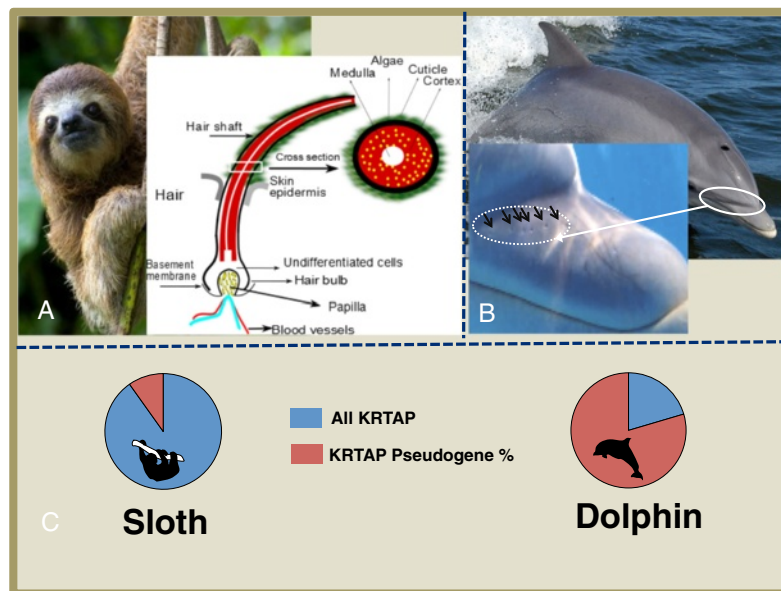 Algae
Medulla
Cuticle
Cortex
Hair shaft
Cross section
Hair
Skin
epidermis
Undifferentiated cells
Basement
membrane
Hair bulb
Papilla
Blood vessels
A
B
All KRTAP
KRTAP Pseudogene %
C
Sloth
Dolphin